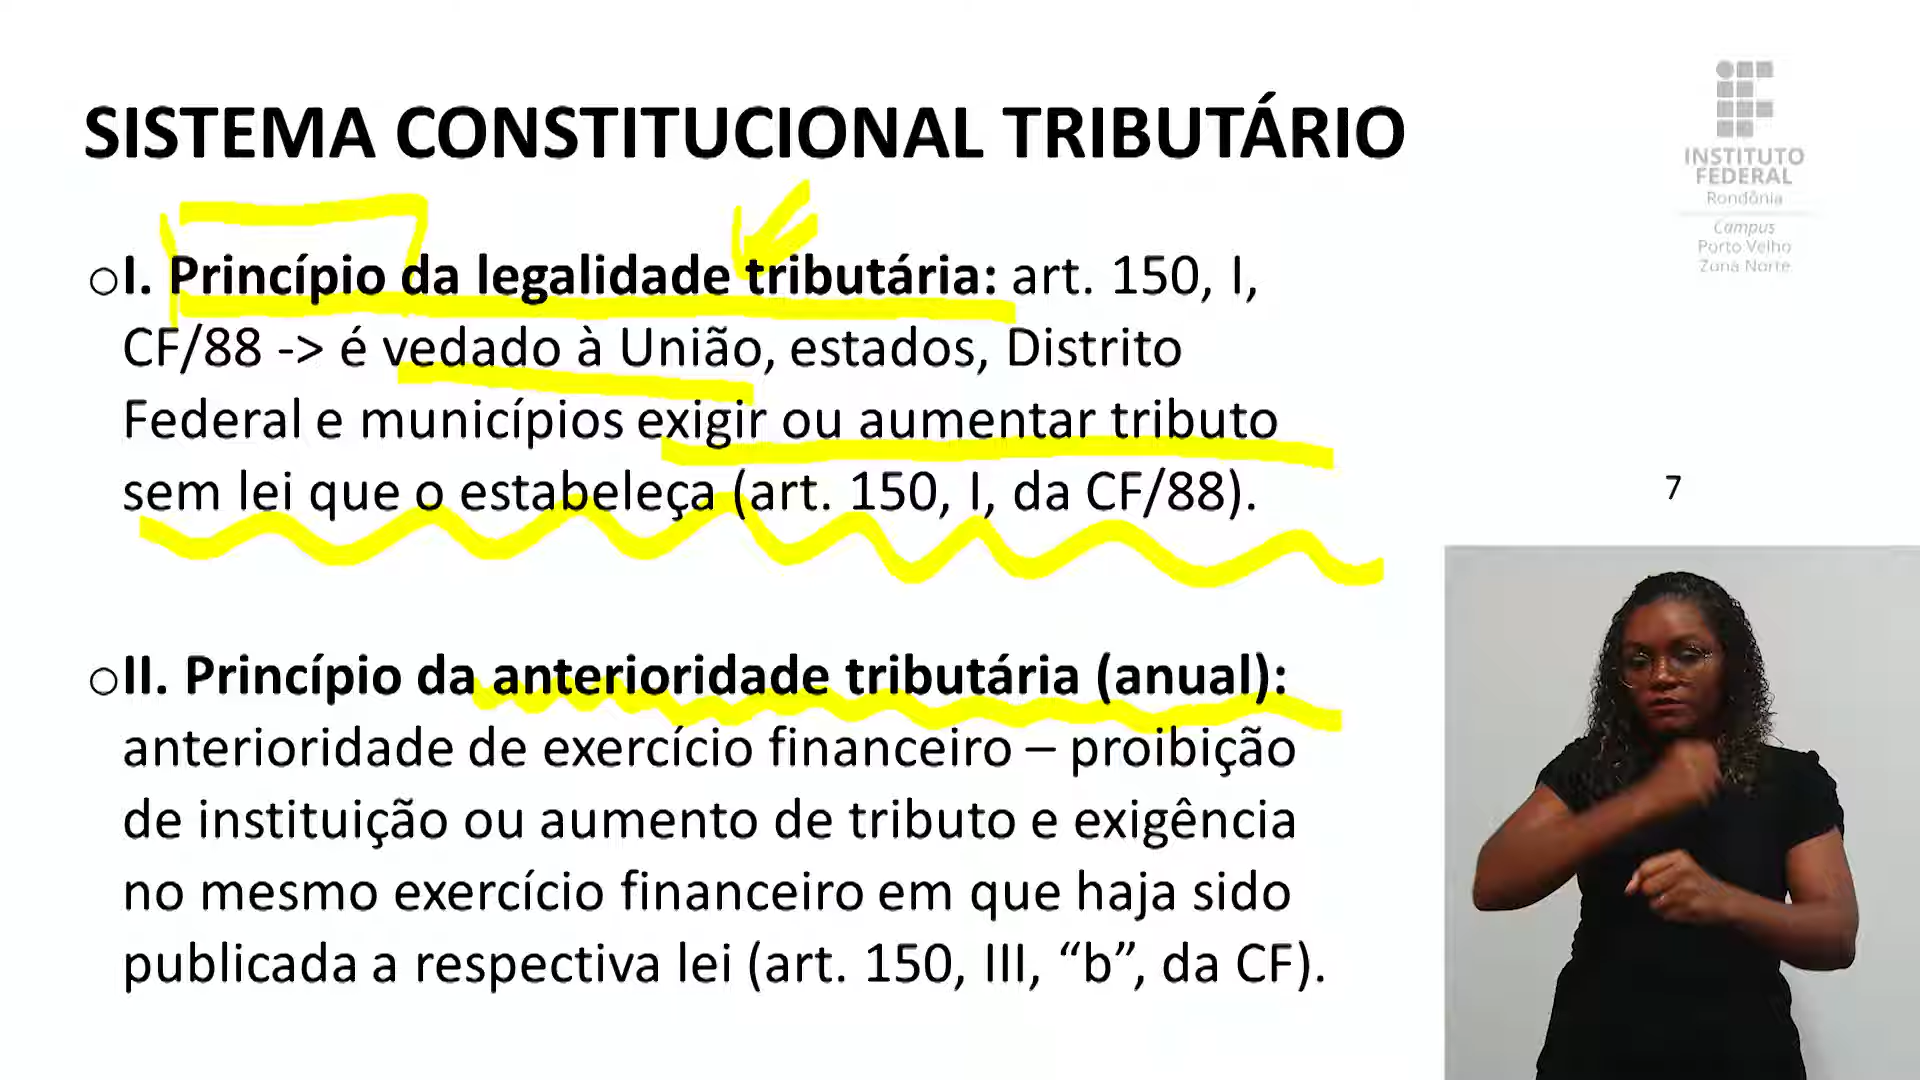 SISTEMA CONSTITUCIONAL TRIBUTÁRIO
INSTITUTO
FEDERAL
Rondônia
Campus
Porto Velho
Zona Norte
○I. Princípio da legalidade tributária: art. 150, I,
CF/88 -> é vedado à União, estados, Distrito
Federal e municípios exigir ou aumentar tributo
sem lei que o estabeleça (art. 150, I, da CF/88).
7
○II. Princípio da anterioridade tributária (anual):
anterioridade de exercício financeiro – proibição
de instituição ou aumento de tributo e exigência
no mesmo exercício financeiro em que haja sido
publicada a respectiva lei (art. 150, III, “b”, da CF).